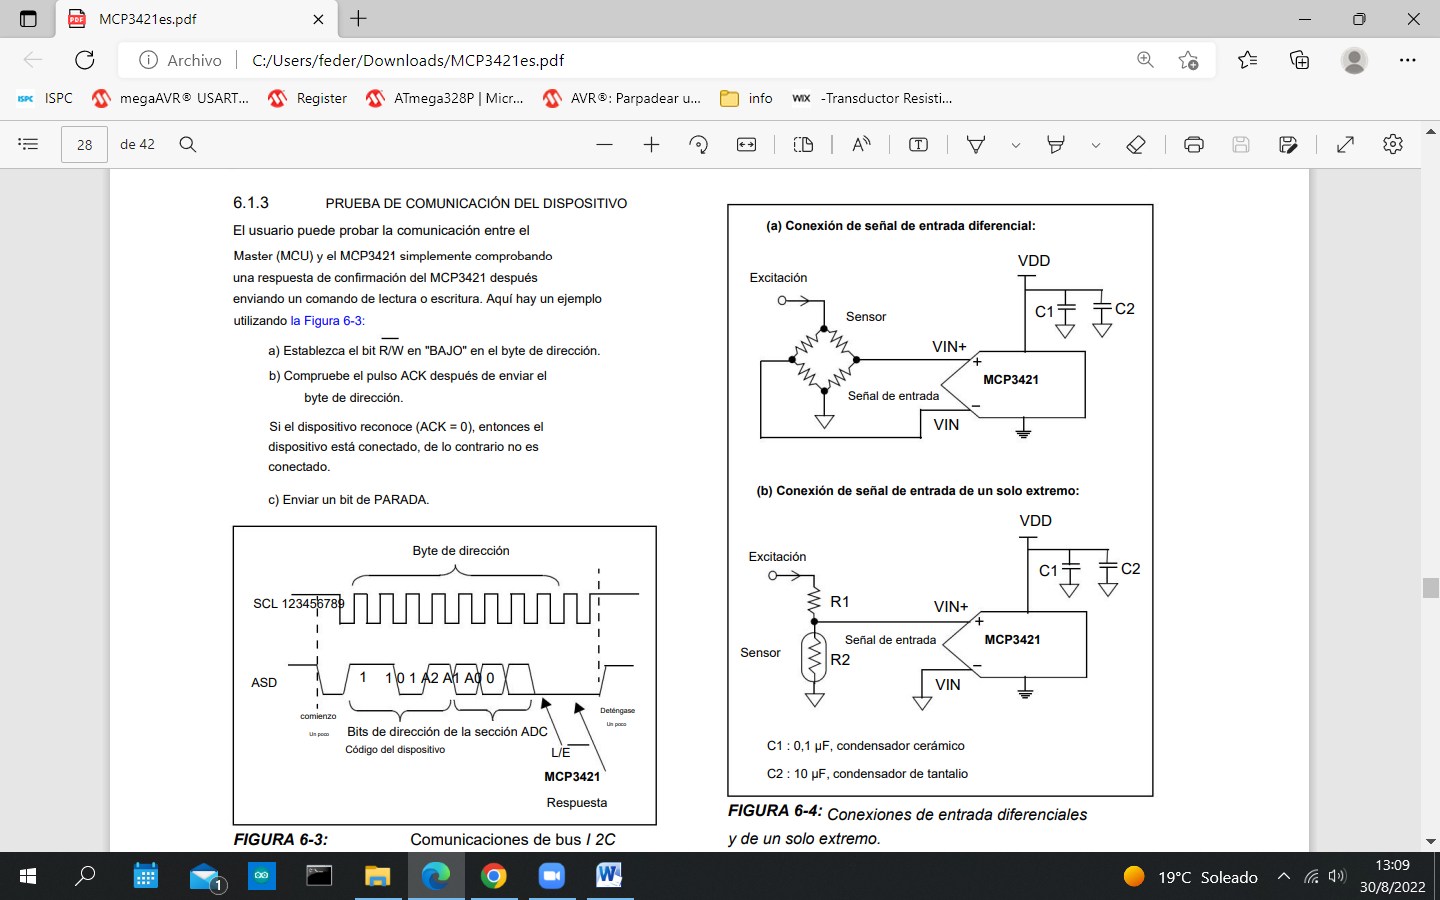 MCP3421es.pdf
Archivo
C:/Users/feder/Downloads/MCP3421es.pdf
ISPC
ISPC
megaAVR® USART...
Register
ATmega328P | Micr...
AVR®: Parpadear u...
info
WIX
-Transductor Resisti...
28
de 42
6.1.3 PRUEBA DE COMUNICACIÓN DEL DISPOSITIVO
El usuario puede probar la comunicación entre el
Master (MCU) y el MCP3421 simplemente comprobando
una respuesta de confirmación del MCP3421 después
enviando un comando de lectura o escritura. Aquí hay un ejemplo
utilizando la Figura 6-3:
a) Establezca el bit R/W en "BAJO" en el byte de dirección.
b) Compruebe el pulso ACK después de enviar el
byte de dirección.
Si el dispositivo reconoce (ACK = 0), entonces el
dispositivo está conectado, de lo contrario no es
conectado.
c) Enviar un bit de PARADA.
Byte de dirección
SCL 123456789
ASD
1 1 0 1 A2 A1 A0 0
comienzo
Un poco
Bits de dirección de la sección ADC
Código del dispositivo
Deténgase
Un poco
L/E
MCP3421
Respuesta
FIGURA 6-3: Comunicaciones de bus I 2C
(a) Conexión de señal de entrada diferencial:
VDD
Excitación
C1
C2
Sensor
VIN+
+
MCP3421
Señal de entrada
−
VIN
(b) Conexión de señal de entrada de un solo extremo:
VDD
Excitación
C1
C2
R1
VIN+
+
Señal de entrada
MCP3421
Sensor
R2
−
VIN
C1 : 0,1 µF, condensador cerámico
C2 : 10 µF, condensador de tantalio
FIGURA 6-4: Conexiones de entrada diferenciales
y de un solo extremo.
1
19°C Soleado
13:09
30/8/2022